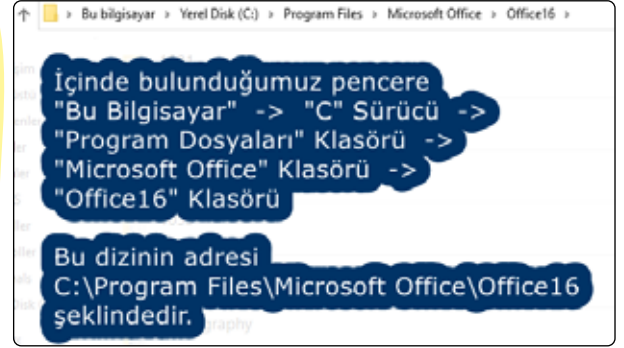 Bu bilgisayar > Yerel Disk (C:) > Program Files > Microsoft Office > Office16 >
İçinde bulunduğumuz pencere
"Bu Bilgisayar" -> "C" Sürücü ->
"Program Dosyaları" Klasörü ->
"Microsoft Office" Klasörü ->
"Office16" Klasörü
Bu dizinin adresi
C:\Program Files\Microsoft Office\Office16
şeklindedir.